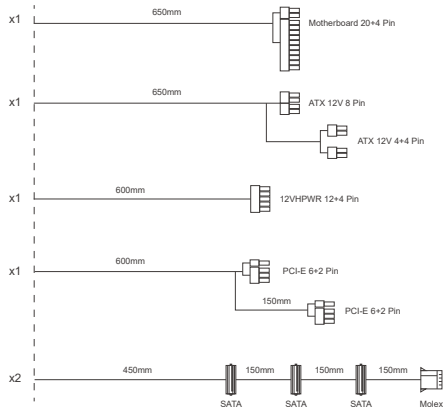 x1
650mm
Motherboard 20+4 Pin
x1
650mm
ATX 12V 8 Pin
ATX 12V 4+4 Pin
x1
600mm
12VHPWR 12+4 Pin
x1
600mm
PCI-E 6+2 Pin
150mm
PCI-E 6+2 Pin
x2
450mm 150mm 150mm 150mm
SATA SATA SATA Molex